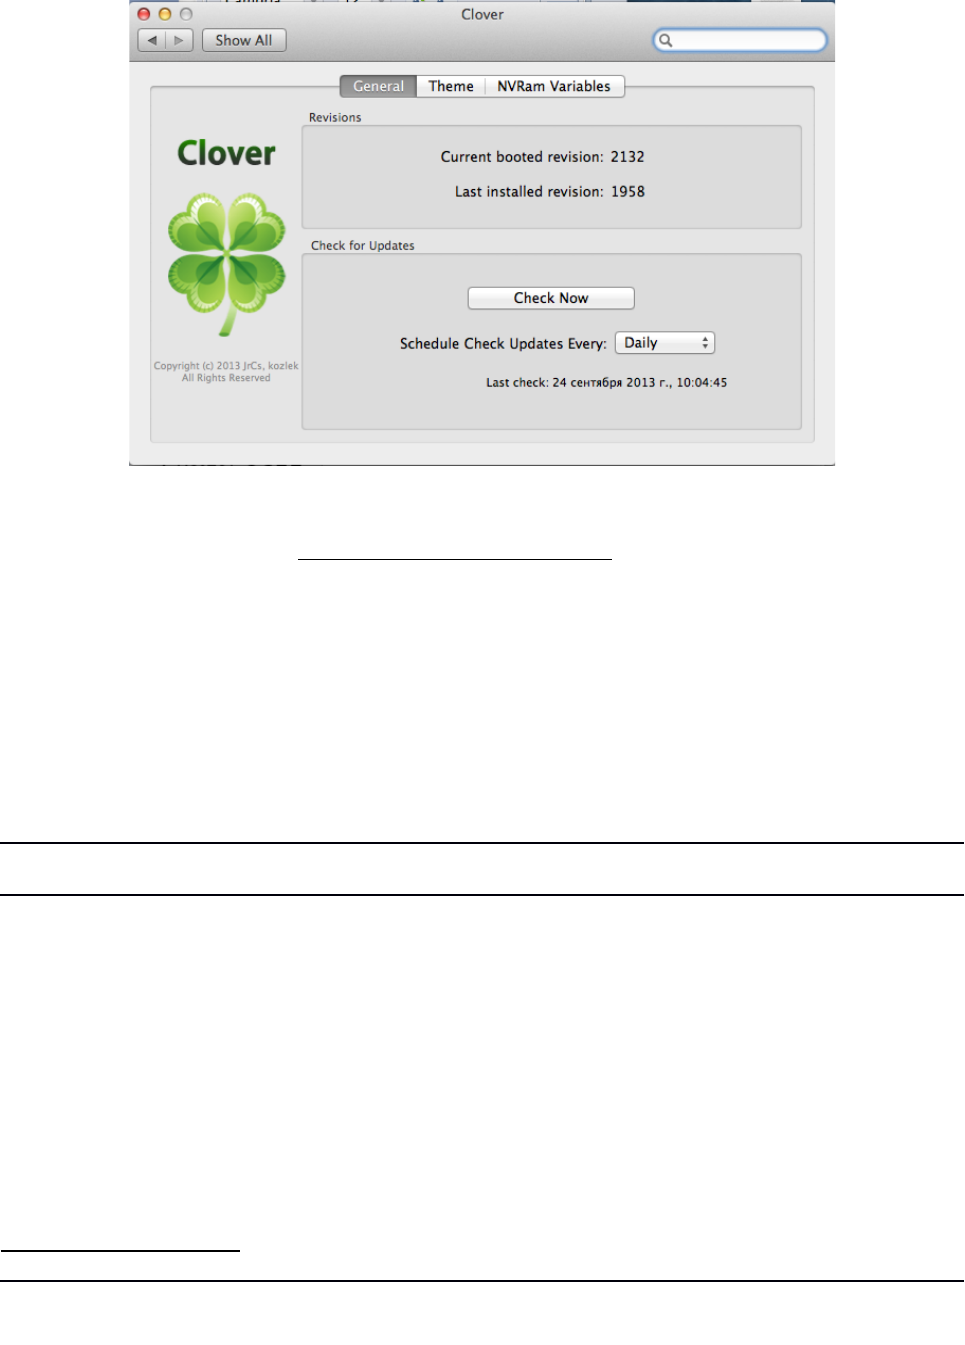 Clover
Show All
General Theme NVRam Variables
Revisions
Clover
Current booted revision: 2132
Last installed revision: 1958
Check for Updates
Check Now
Schedule Check Updates Every: Daily
Copyright (c) 2013 JrCs, kozlek
All Rights Reserved
Last check: 24 сентября 2013 г., 10:04:45